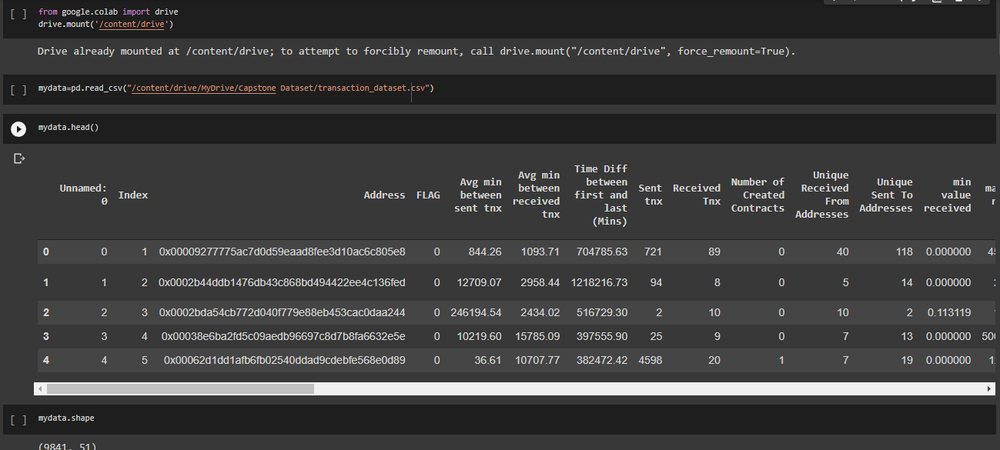 [ ] from google.colab import drive
drive.mount('/content/drive')
Drive already mounted at /content/drive; to attempt to forcibly remount, call drive.mount("/content/drive", force_remount=True).
[ ] mydata=pd.read_csv("/content/drive/MyDrive/Capstone Dataset/transaction_dataset.csv")
mydata.head()
Unnamed: 0 Index Address FLAG Avg min between sent tnx Avg min between received tnx Time Diff between first and last (Mins) Sent tnx Received Tnx Number of Created Contracts Unique Received From Addresses Unique Sent To Addresses min value received
0 0 1 0x00009277775ac7d0d59eaad8fee3d10ac6c805e8 0 844.26 1093.71 704785.63 721 89 0 40 118 0.000000
1 1 2 0x0002b44ddb1476db43c868bd494422ee4c136fed 0 12709.07 2958.44 1218216.73 94 8 0 5 14 0.000000
2 2 3 0x0002bda54cb772d040f779e88eb453cac0daa244 0 246194.54 2434.02 516729.30 2 10 0 10 2 0.113119
3 3 4 0x00038e6ba2fd5c09aedb96697c8d7b8fa6632e5e 0 10219.60 15785.09 397555.90 25 9 0 7 13 0.000000
4 4 5 0x00062d1dd1afb6fb02540ddad9cdebfe568e0d89 0 36.61 10707.77 382472.42 4598 20 1 7 19 0.000000
[ ] mydata.shape
(9841, 51)